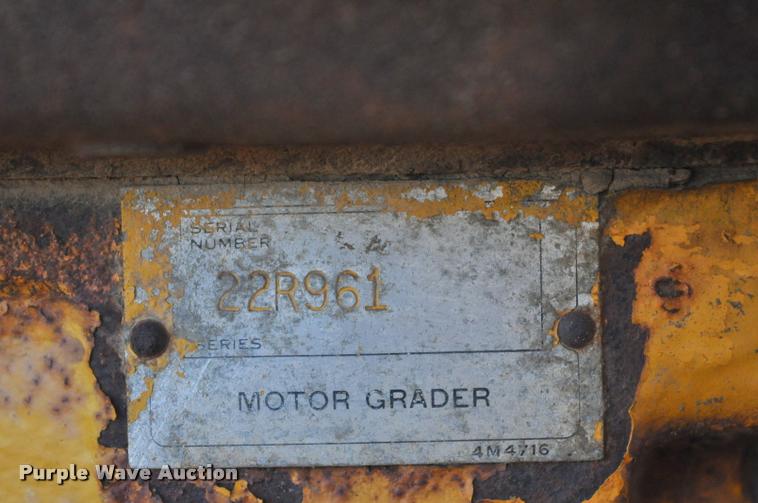 SERIAL
NUMBER
22R961
SERIES
MOTOR GRADER
4M4716
Purple Wave Auction